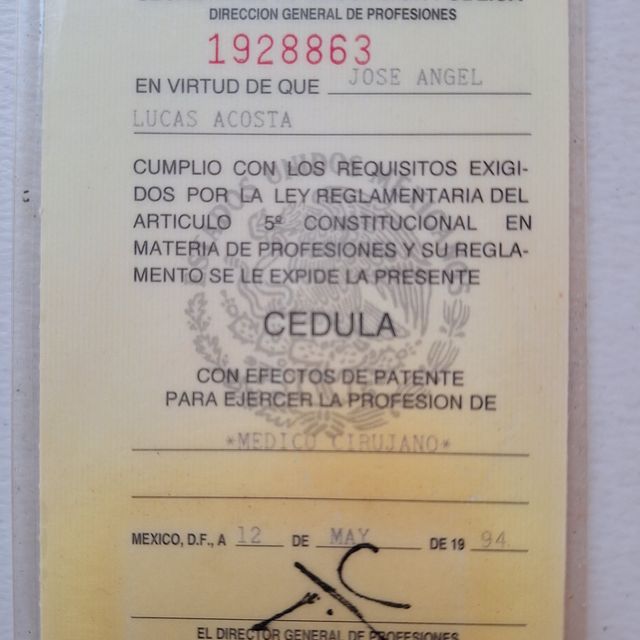 DIRECCION GENERAL DE PROFESIONES
1928863
EN VIRTUD DE QUE JOSE ANGEL
LUCAS ACOSTA
CUMPLIO CON LOS REQUISITOS EXIGI-
DOS POR LA LEY REGLAMENTARIA DEL
ARTICULO 5º CONSTITUCIONAL EN
MATERIA DE PROFESIONES Y SU REGLA-
MENTO SE LE EXPIDE LA PRESENTE
CEDULA
CON EFECTOS DE PATENTE
PARA EJERCER LA PROFESION DE
*MEDICO CIRUJANO*
MEXICO, D.F., A 12 DE MAY DE 19 94
EL DIRECTOR GENERAL DE PROFESIONES
ESTADOS UNIDOS MEXICANOS